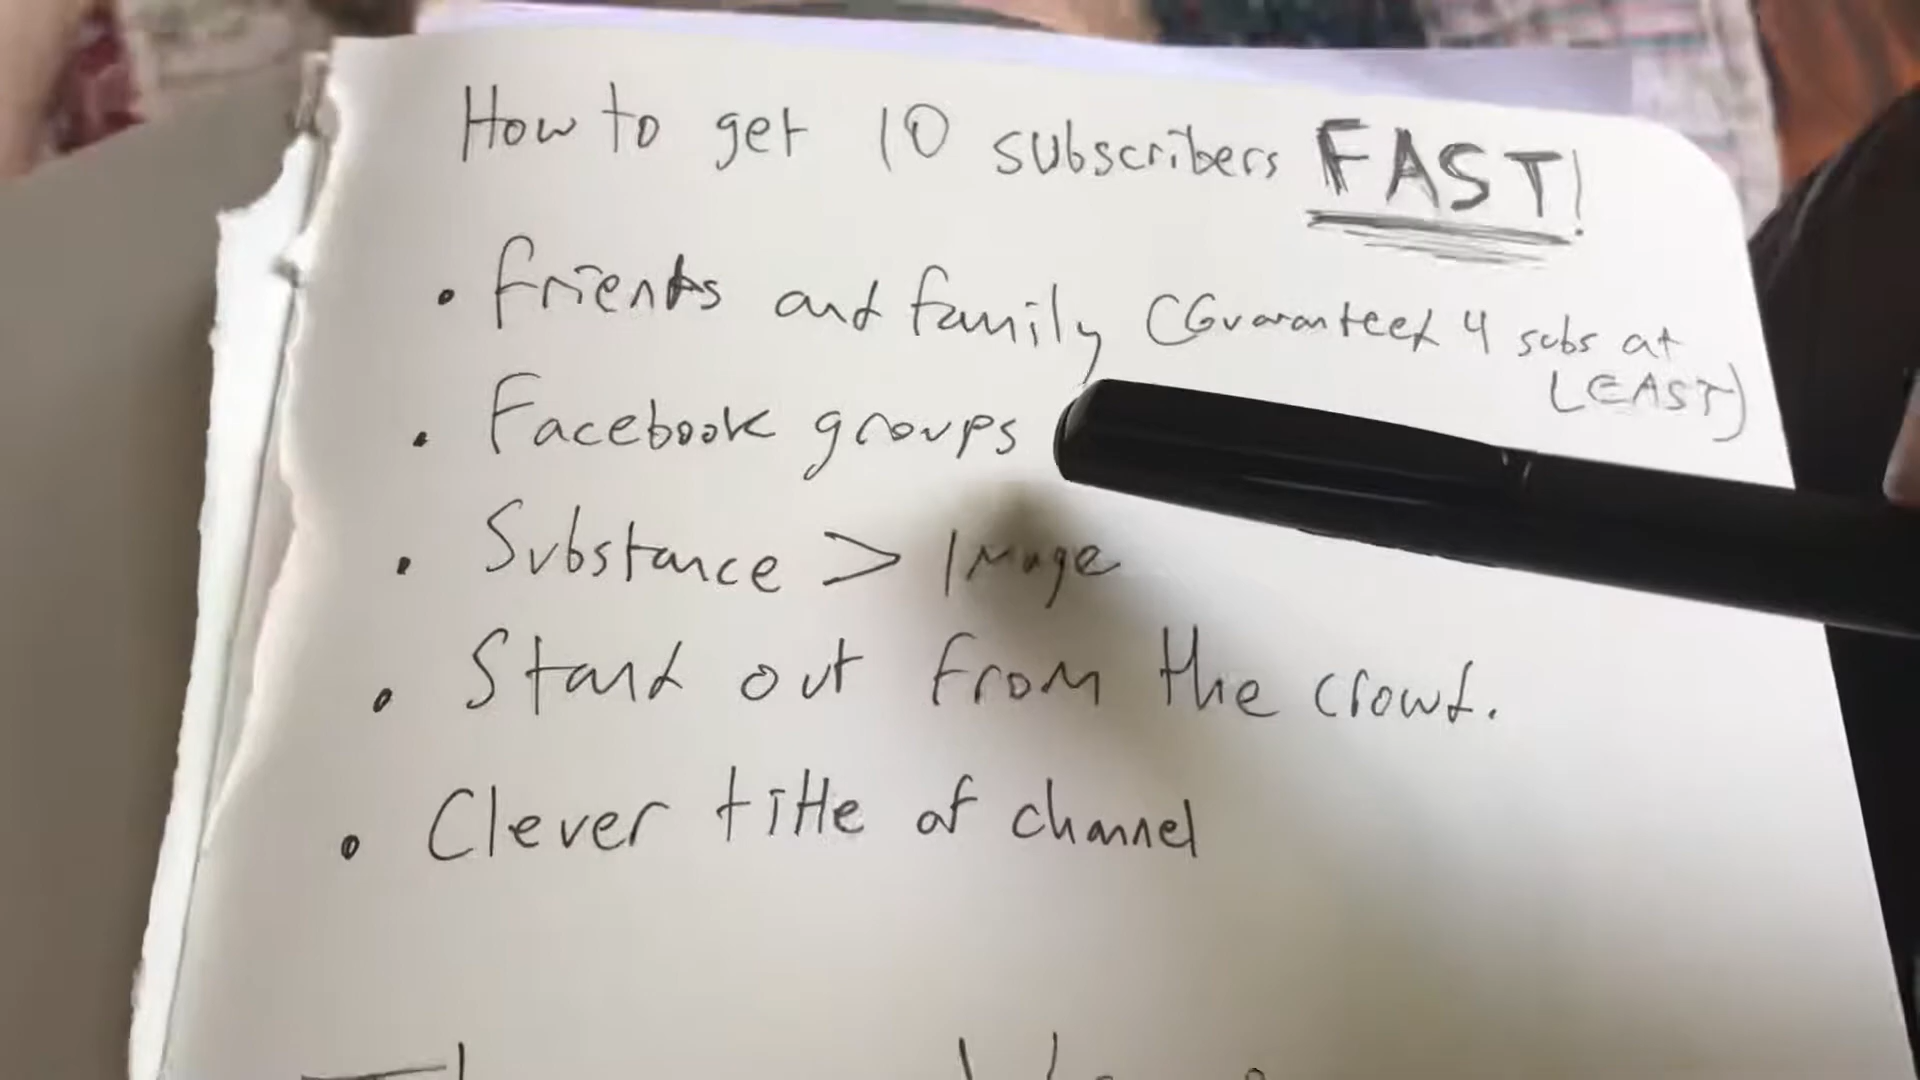 How to get 10 subscribers FAST!
• friends and family (Guaranteed 4 subs at
LEAST)
• Facebook groups
• Substance > Image
• Stand out from the crowd.
• Clever title of channel